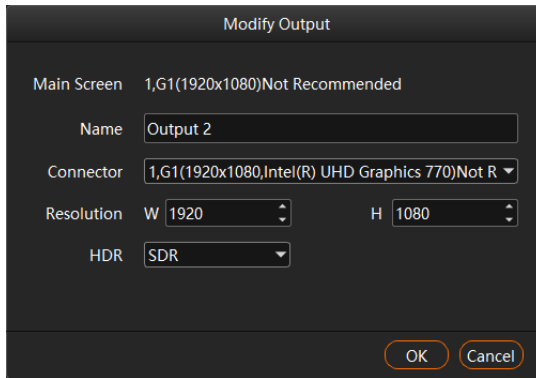 Modify Output
Main Screen 1,G1(1920x1080)Not Recommended
Name Output 2
Connector 1,G1(1920x1080,Intel(R) UHD Graphics 770)Not R
Resolution W 1920 H 1080
HDR SDR
OK Cancel